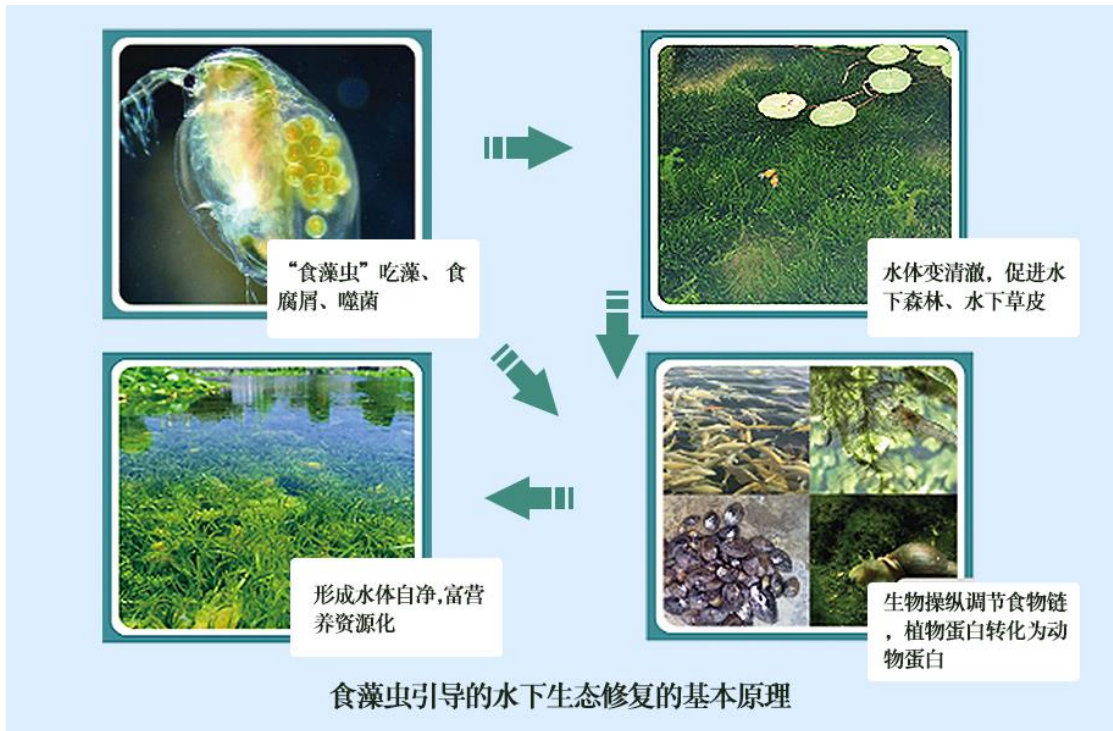 “食藻虫”吃藻、食
腐屑、噬菌
水体变清澈，促进水
下森林、水下草皮
形成水体自净,富营
养资源化
生物操纵调节食物链
，植物蛋白转化为动
物蛋白
食藻虫引导的水下生态修复的基本原理